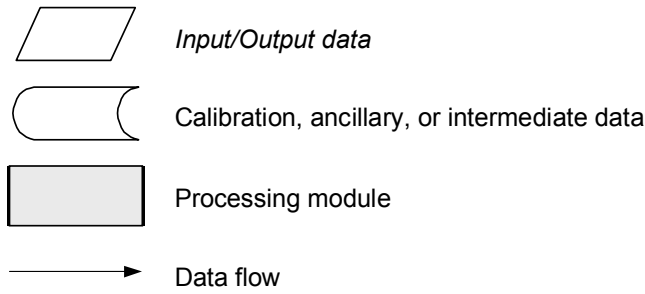 Input/Output data
Calibration, ancillary, or intermediate data
Processing module
Data flow